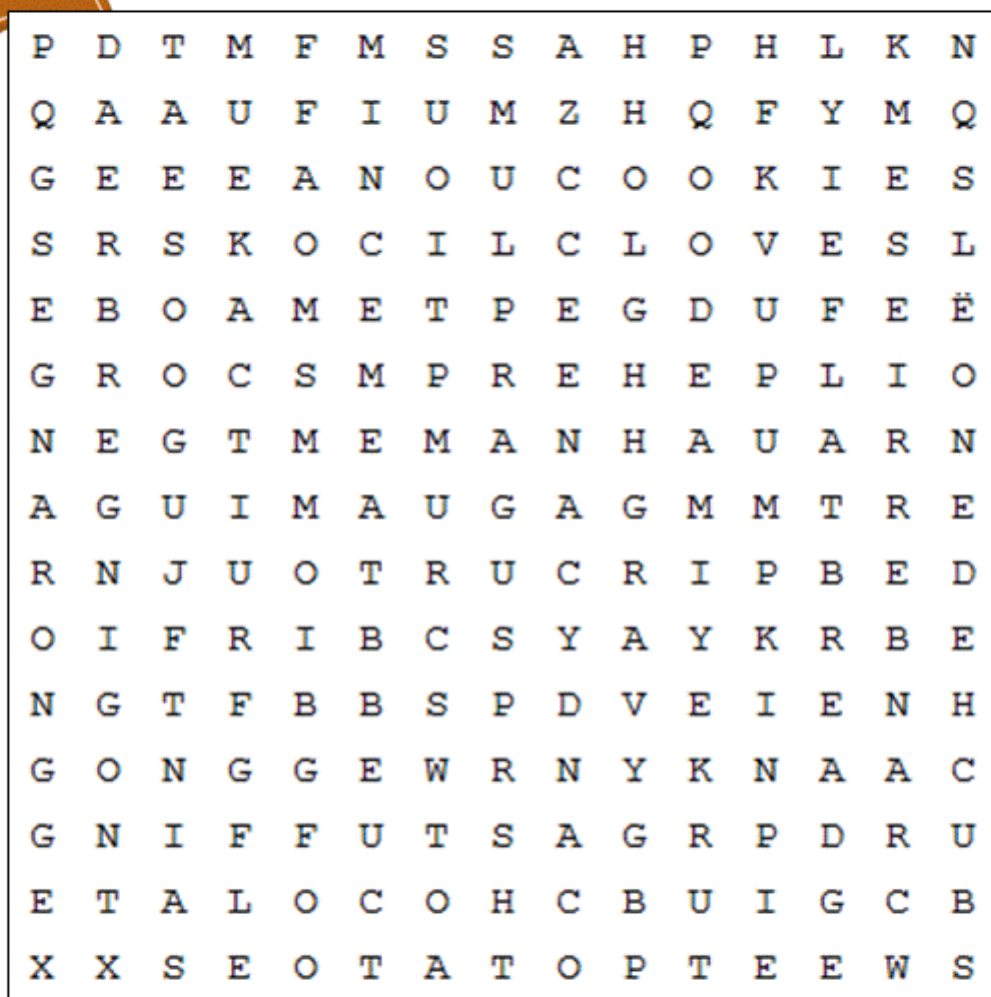 P D T M F M S S A H P H L K N
Q A A U F I U M Z H Q F Y M Q
G E E E A N O U C O O K I E S
S R S K O C I L C L O V E S L
E B O A M E T P E G D U F E Ë
G R O C S M P R E H E P L I O
N E G T M E M A N H A U A R N
A G U I M A U G A G M M T R E
R N J U O T R U C R I P B E D
O I F R I B C S Y A Y K R B E
N G T F B B S P D V E I E N H
G O N G G E W R N Y K N A A C
G N I F F U T S A G R P D R U
E T A L O C O H C B U I G C B
X X S E O T A T O P T E E W S